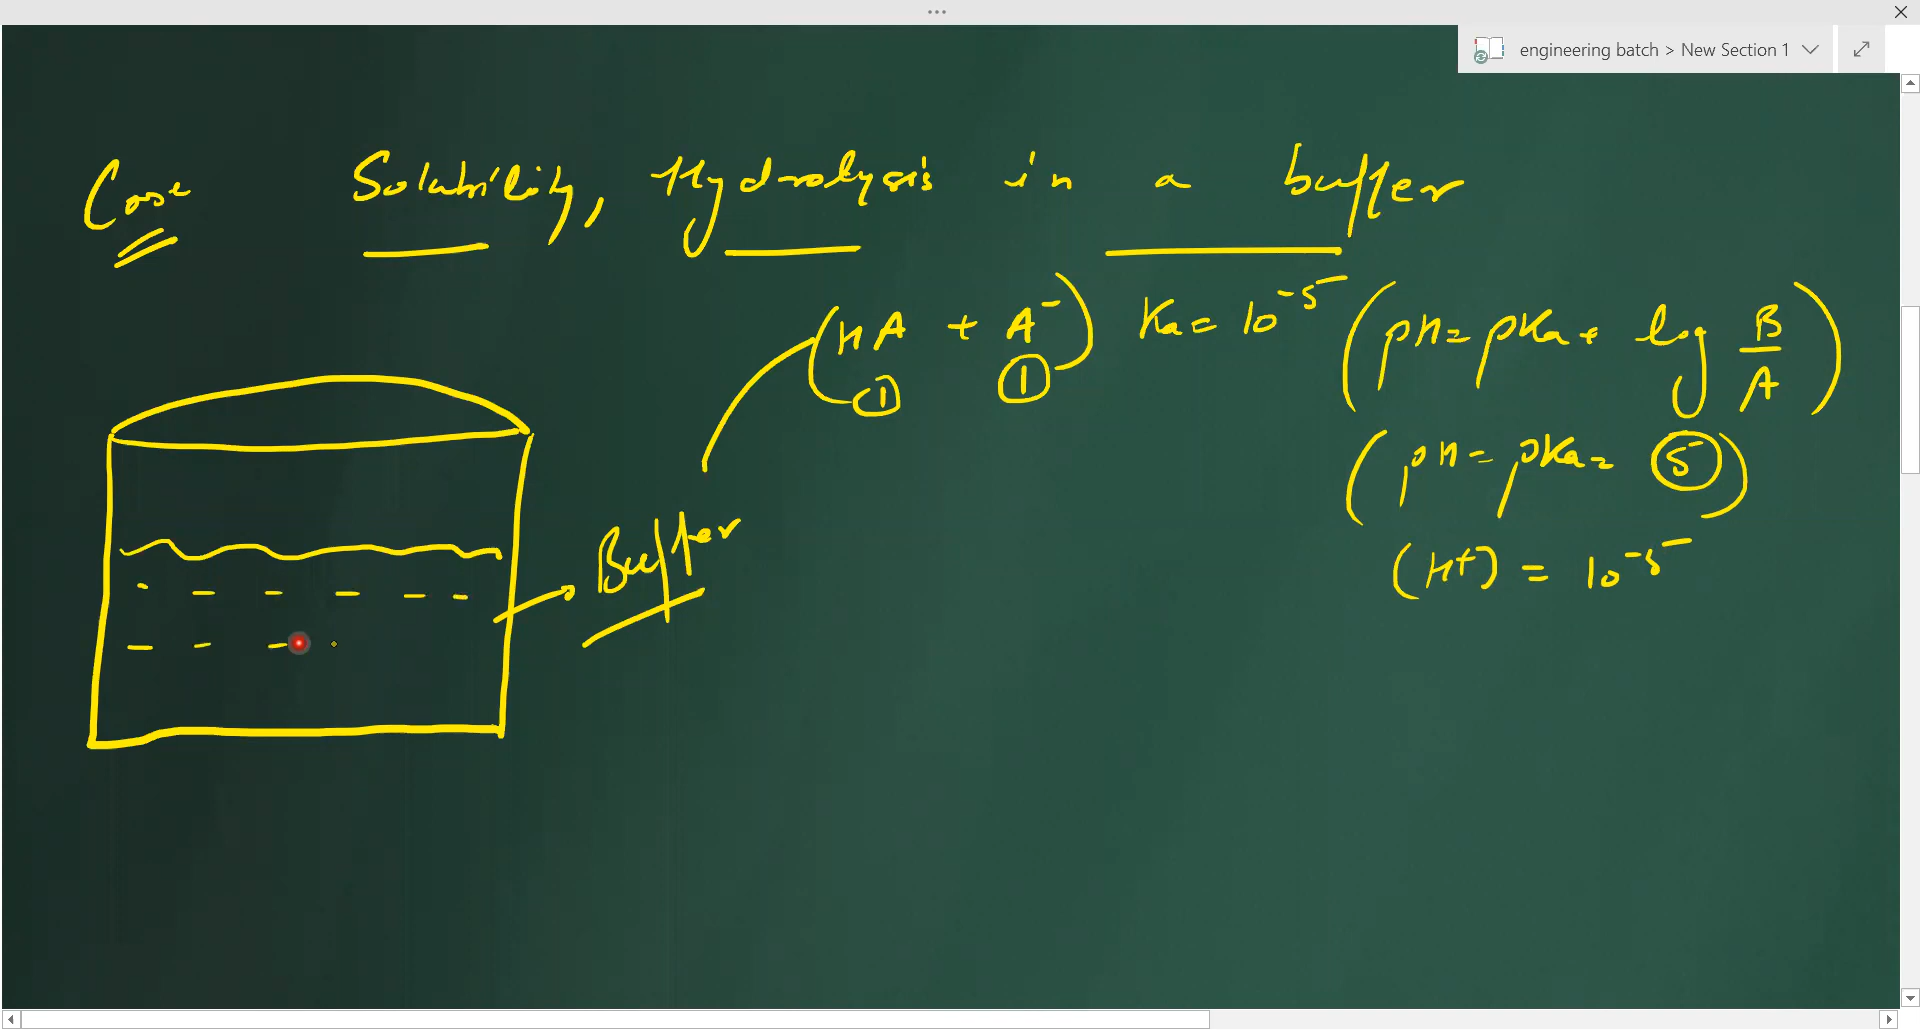 engineering batch > New Section 1
Case Solubility, Hydrolysis in a buffer
(HA + A⁻) Ka = 10⁻⁵ (pH = pKa + log B/A)
1 1
(pH = pKa = 5)
Buffer
(H⁺) = 10⁻⁵